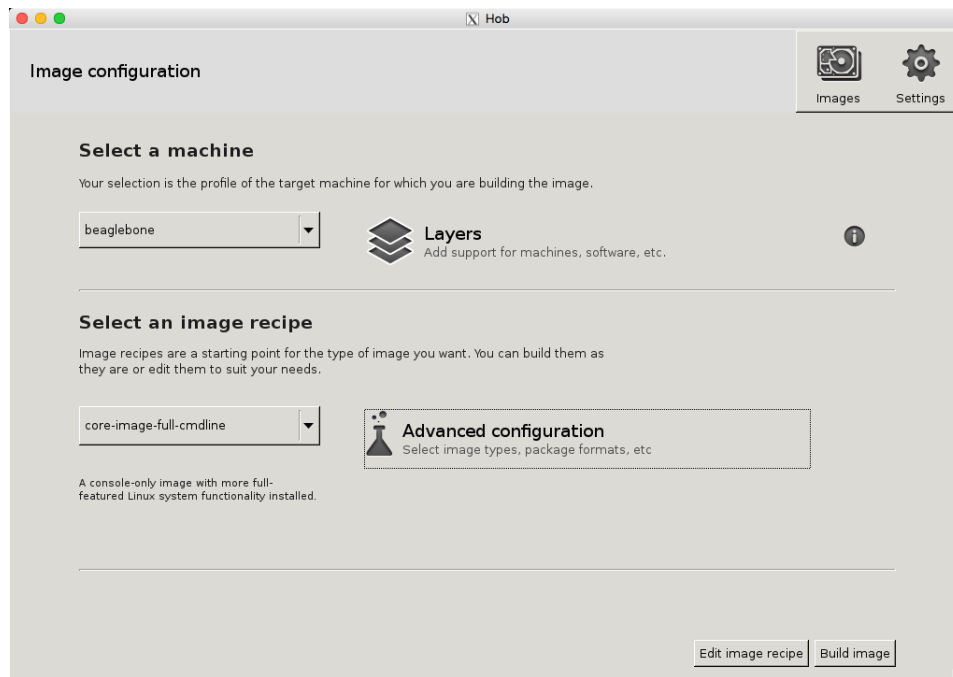 Hob
Image configuration
Images
Settings
Select a machine
Your selection is the profile of the target machine for which you are building the image.
beaglebone
Layers
Add support for machines, software, etc.
Select an image recipe
Image recipes are a starting point for the type of image you want. You can build them as
they are or edit them to suit your needs.
core-image-full-cmdline
Advanced configuration
Select image types, package formats, etc
A console-only image with more full-
featured Linux system functionality installed.
Edit image recipe
Build image